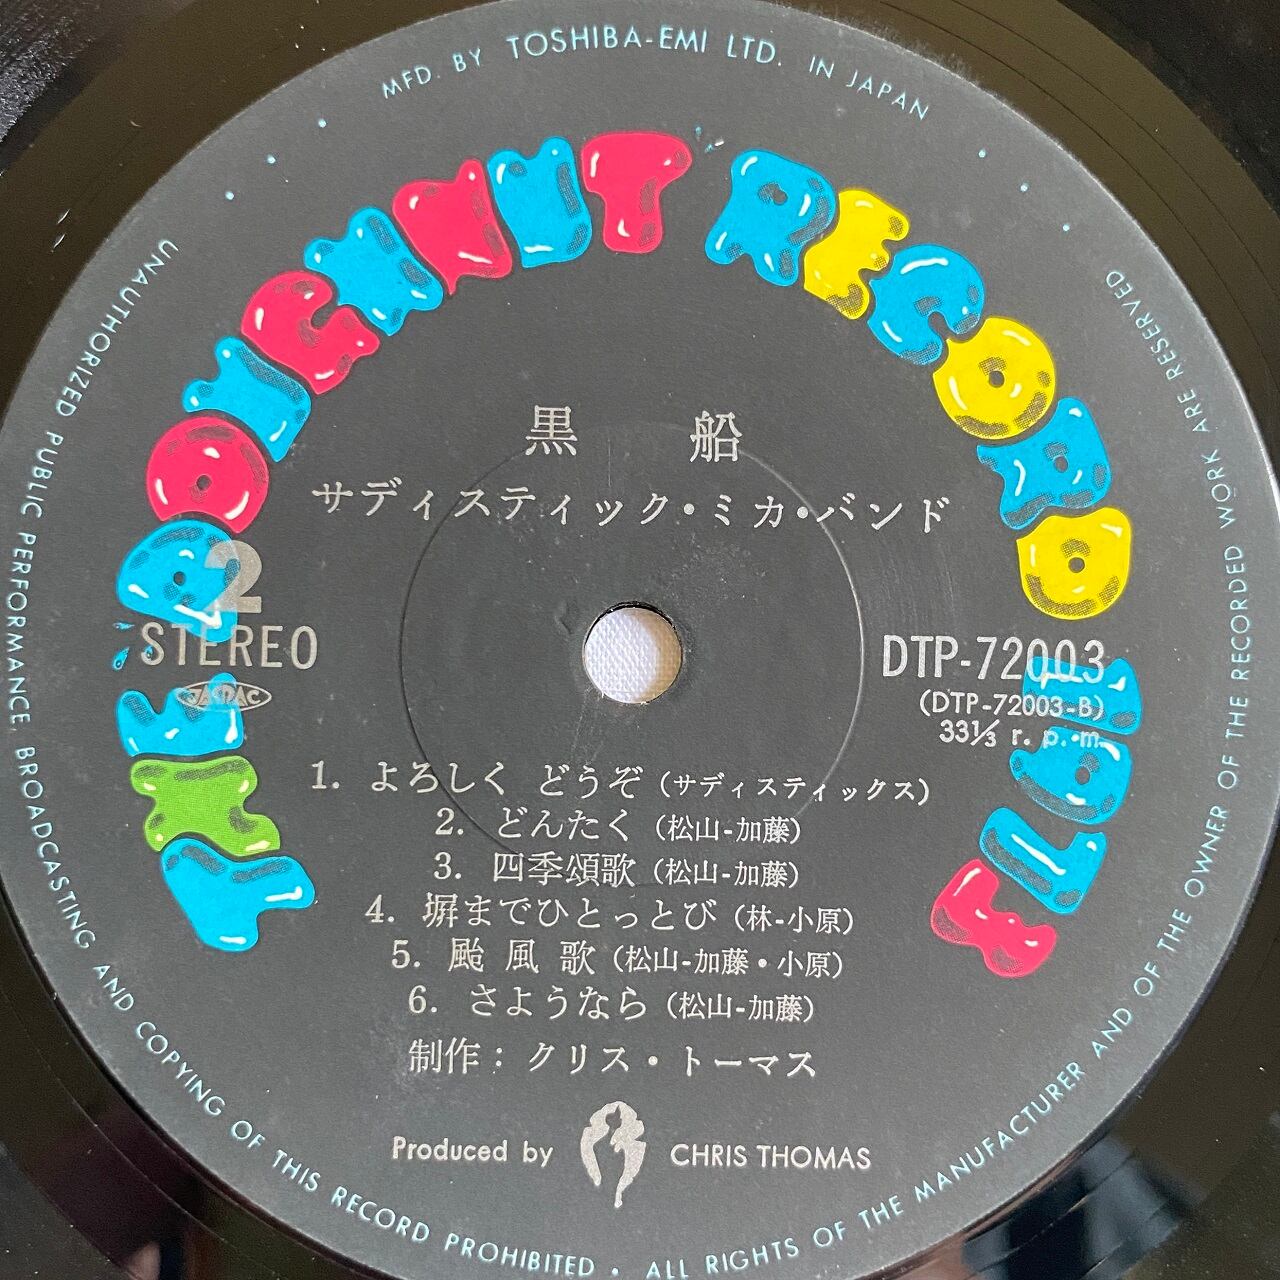 MFD. BY TOSHIBA-EMI LTD. IN JAPAN
THE DOUGHNUT RECORD
黒 船
サディスティック・ミカ・バンド
2
STEREO
JASRAC
DTP-72003
(DTP-72003-B)
33⅓ r. p. m.
1. よろしく どうぞ (サディスティックス)
2. どんたく (松山-加藤)
3. 四季頌歌 (松山-加藤)
4. 塀までひとっとび (林-小原)
5. 颱 風 歌 (松山-加藤・小原)
6. さようなら (松山-加藤)
制作: クリス・トーマス
Produced by CHRIS THOMAS
UNAUTHORIZED PUBLIC PERFORMANCE, BROADCASTING AND COPYING OF THIS RECORD PROHIBITED • ALL RIGHTS OF THE MANUFACTURER AND OF THE OWNER OF THE RECORDED WORK ARE RESERVED